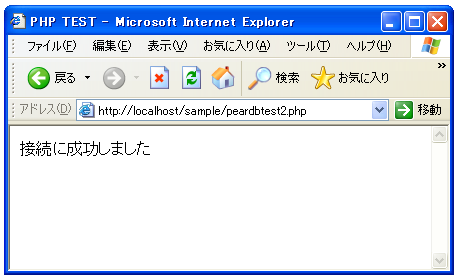 PHP TEST - Microsoft Internet Explorer
ファイル(F) 編集(E) 表示(V) お気に入り(A) ツール(T) ヘルプ(H) »
戻る 検索 お気に入り »
アドレス(D) http://localhost/sample/peardbtest2.php 移動
接続に成功しました